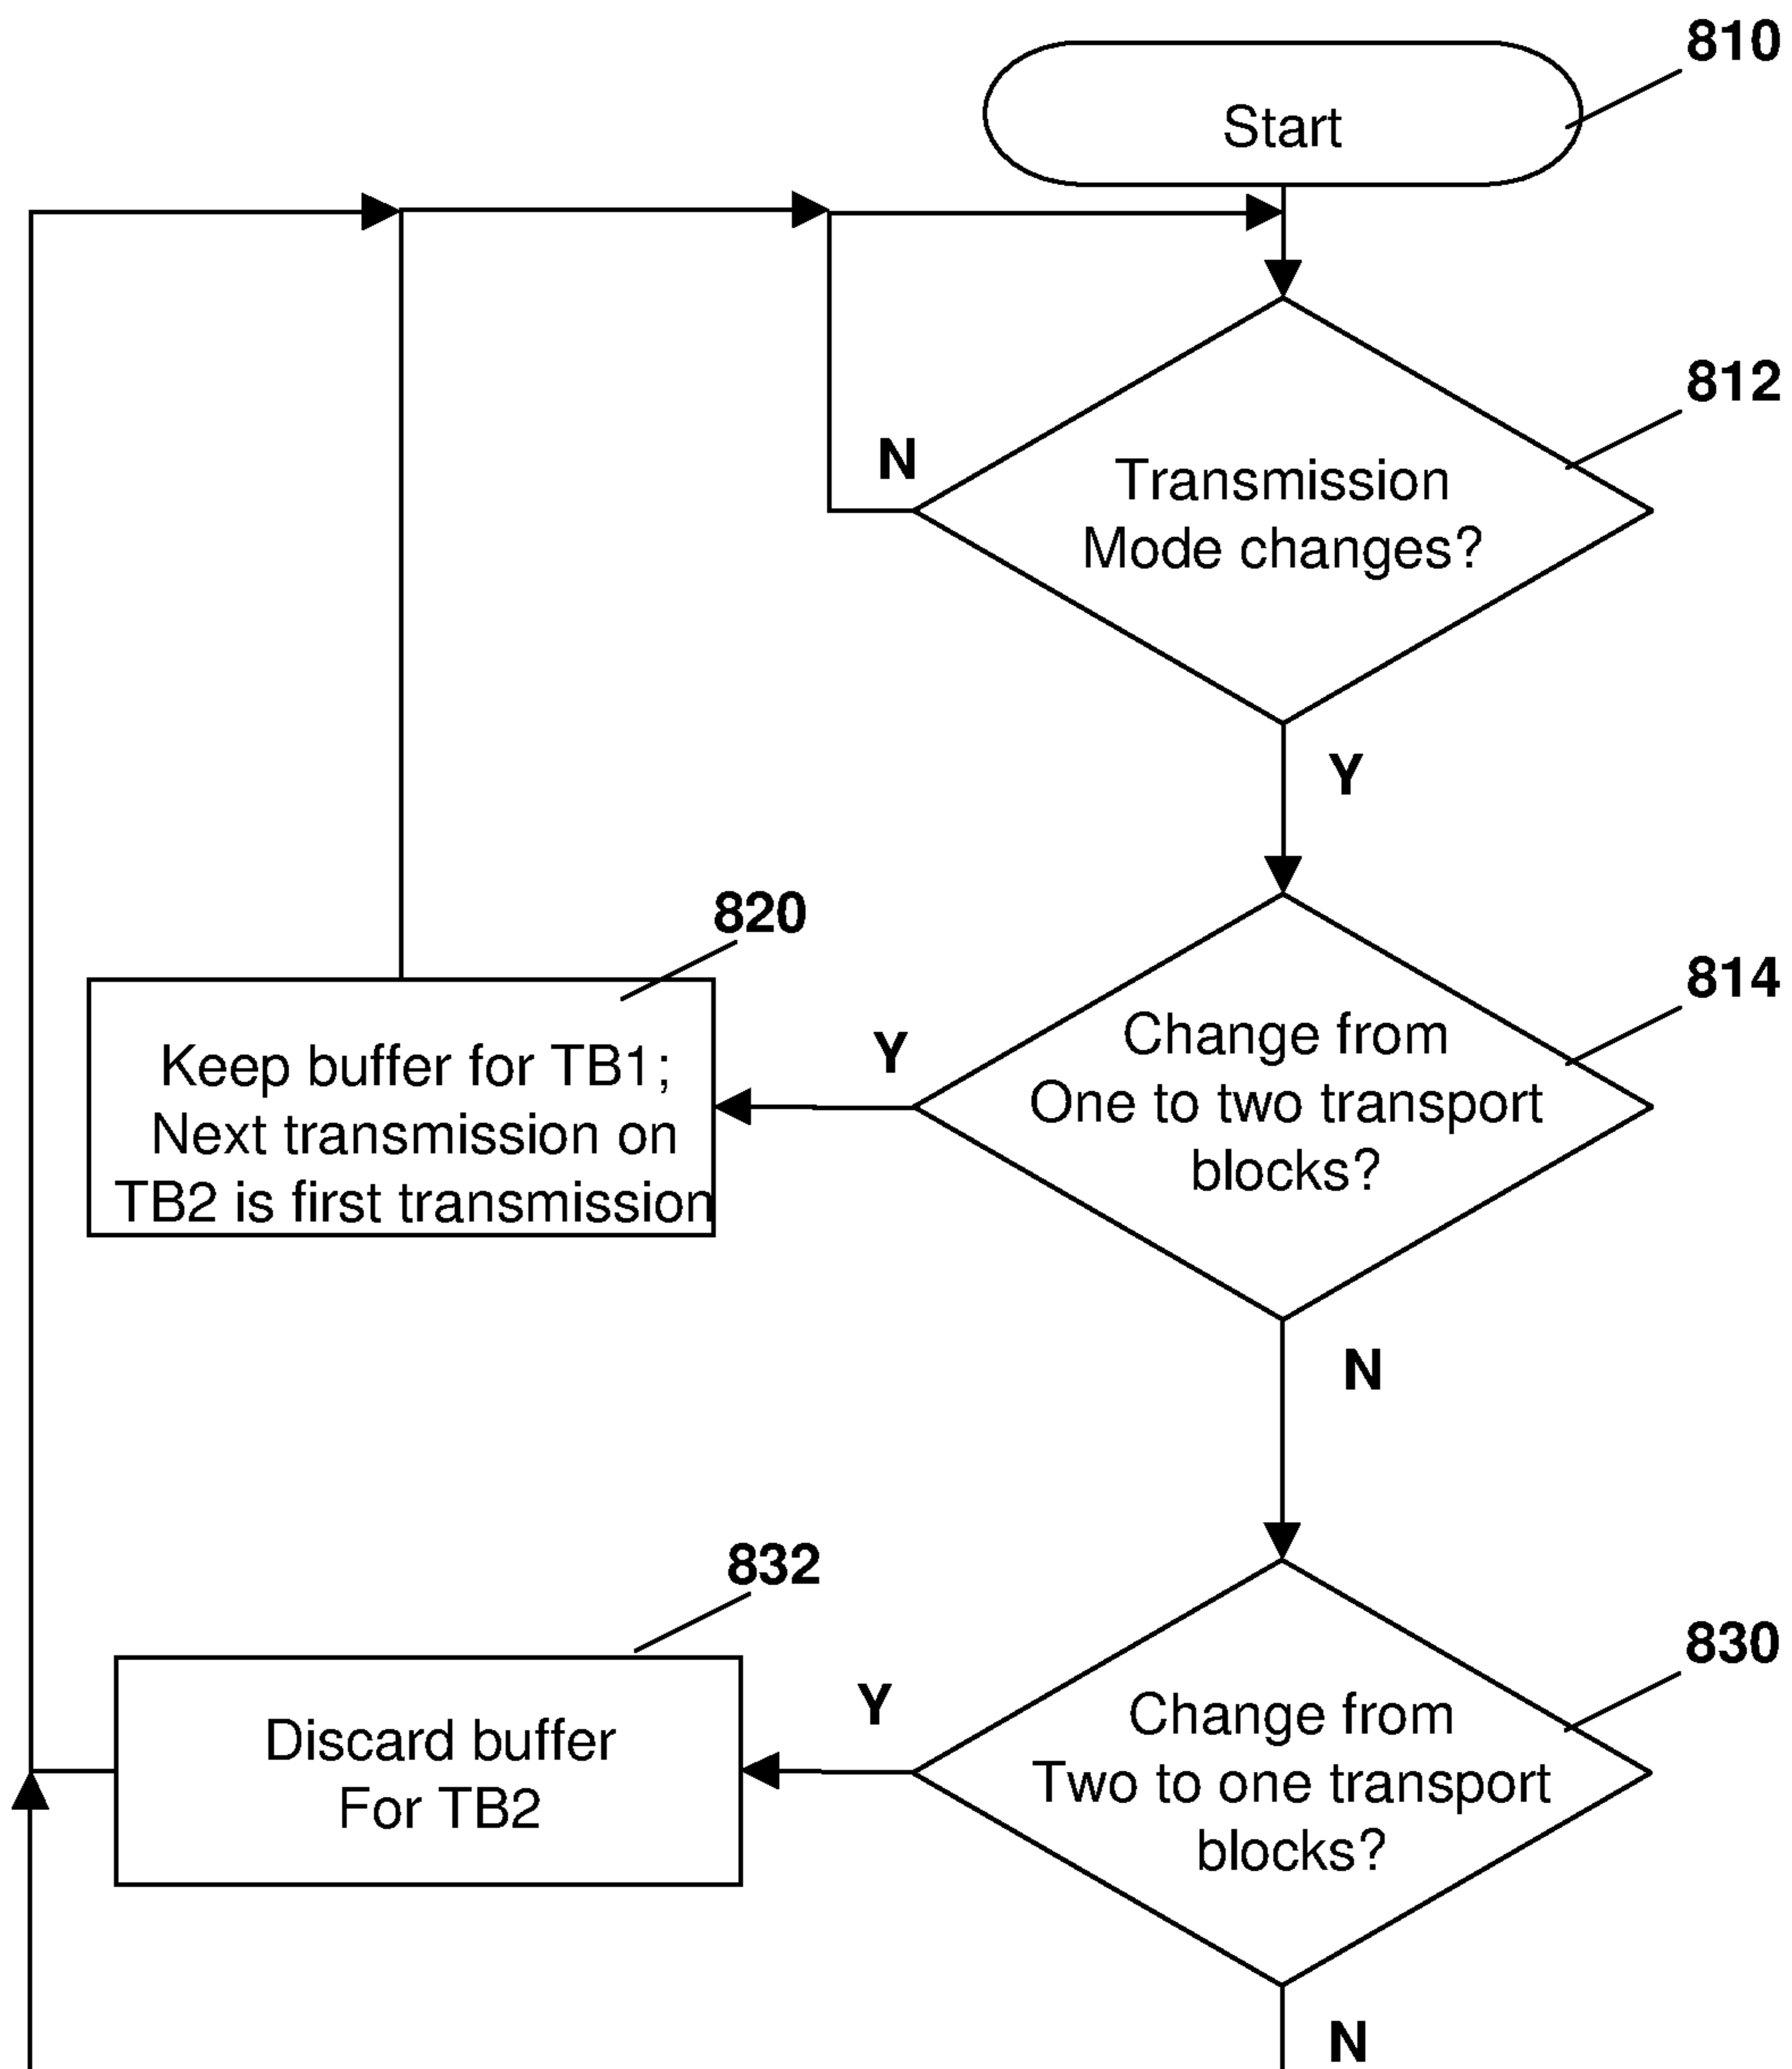 810
Start
812
N
Transmission
Mode changes?
Y
820
814
Keep buffer for TB1;
Next transmission on
TB2 is first transmission
Y
Change from
One to two transport
blocks?
N
832
830
Discard buffer
For TB2
Y
Change from
Two to one transport
blocks?
N